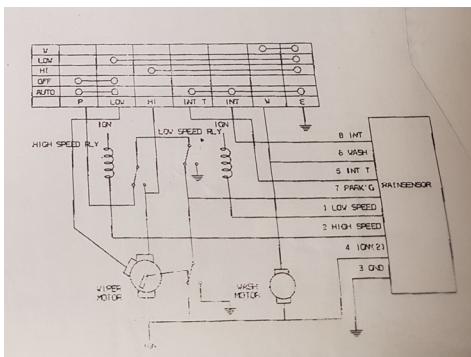 W
LOW
HI
OFF
AUTO
P LOW HI INT T INT W E
IGN LOW SPEED RLY IGN
HIGH SPEED RLY
8 INT
6 WASH
5 INT T
7 PARK'G
RAINSENSOR
1 LOW SPEED
2 HIGH SPEED
4 IGN(2)
3 GND
WIPER
MOTOR
WASH
MOTOR
IGN